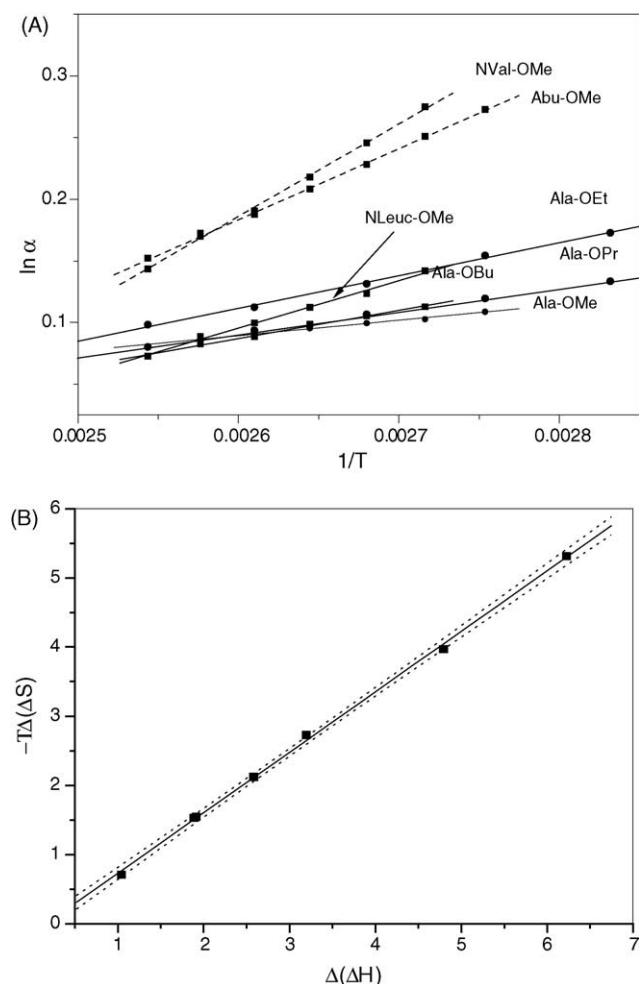 (A)
0.3
0.2
0.1
ln α
NVal-OMe
Abu-OMe
Ala-OEt
NLeuc-OMe
Ala-OPr
Ala-OBu
Ala-OMe
0.0025 0.0026 0.0027 0.0028
1/T
(B)
6
5
4
3
2
1
0
−TΔ(ΔS)
1 2 3 4 5 6 7
Δ(ΔH)